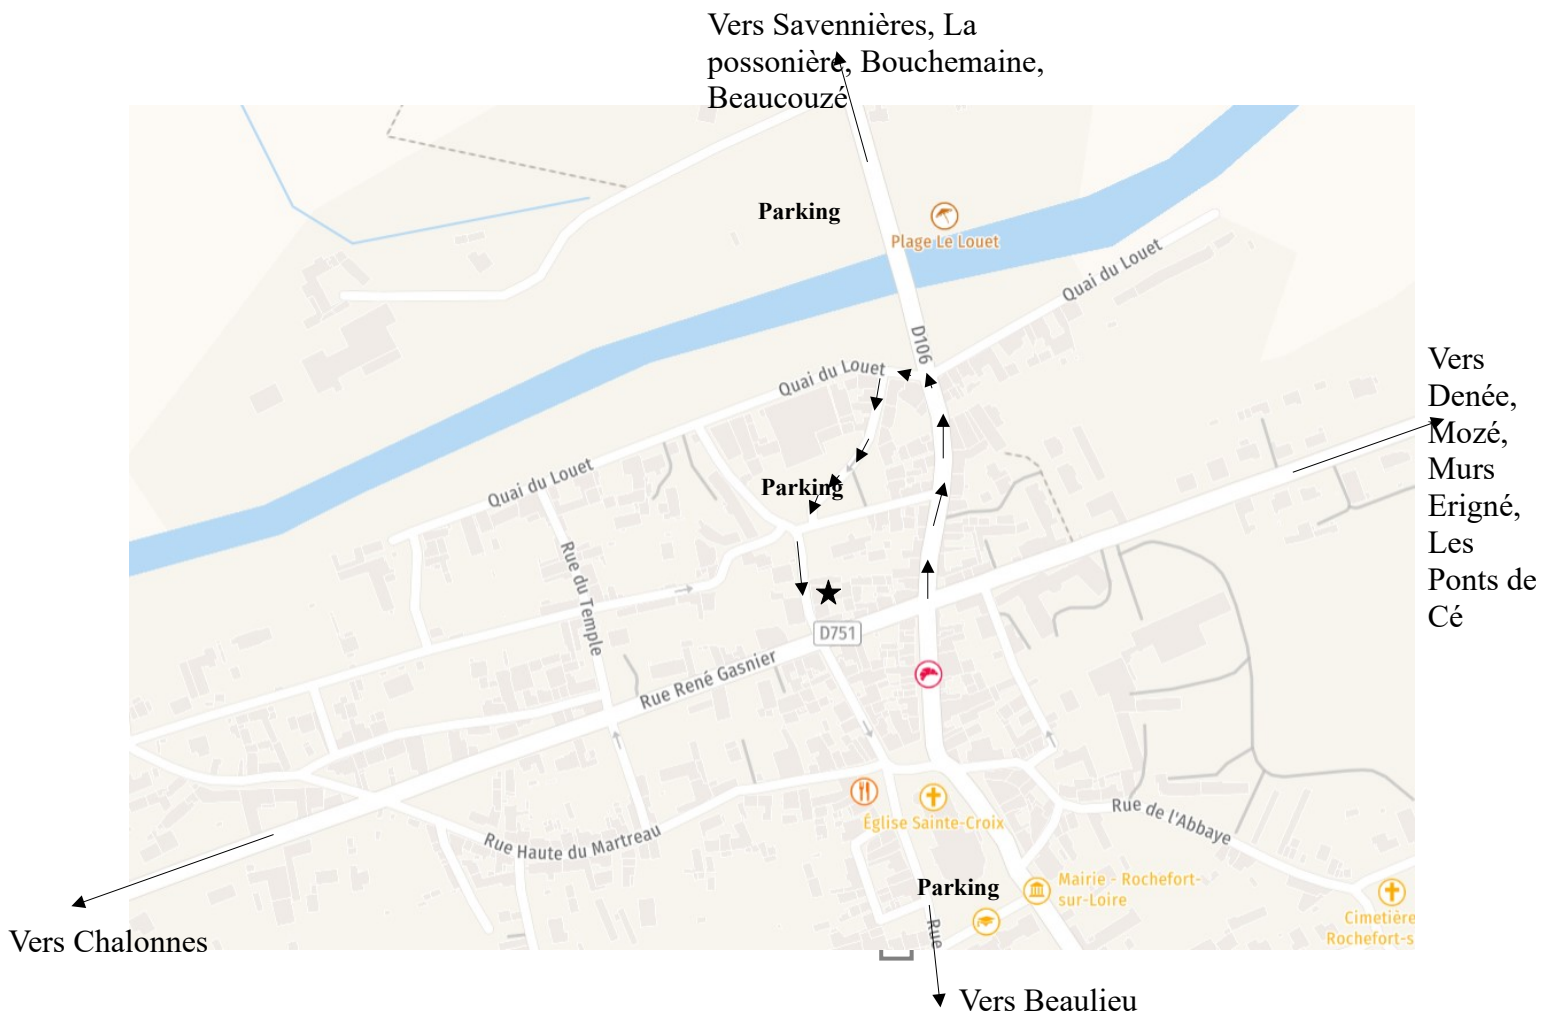 Vers Savennières, La
possonière, Bouchemaine,
Beaucouzé
Parking
Plage Le Louet
Quai du Louet
D106
Quai du Louet
Vers
Denée,
Mozé,
Murs
Erigné,
Les
Ponts de
Cé
Parking
Quai du Louet
Rue du Temple
D751
Rue René Gasnier
Église Sainte-Croix
Rue Haute du Martreau
Rue de l'Abbaye
Parking
Mairie - Rochefort-
sur-Loire
Cimetière
Rochefort-s
Rue
Vers Chalonnes
Vers Beaulieu